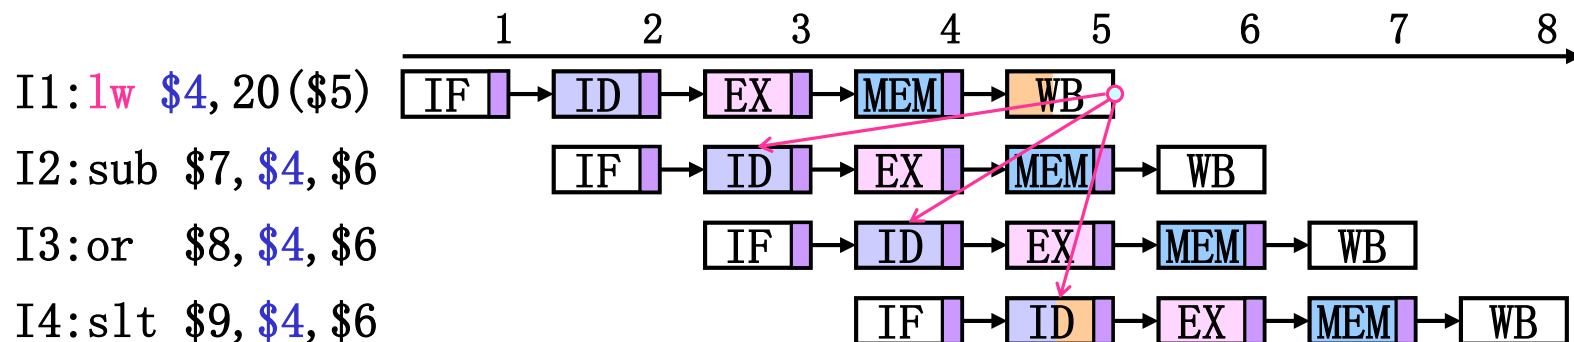 1 2 3 4 5 6 7 8
I1:lw $4,20($5) IF ID EX MEM WB
I2:sub $7,$4,$6 IF ID EX MEM WB
I3:or $8,$4,$6 IF ID EX MEM WB
I4:slt $9,$4,$6 IF ID EX MEM WB